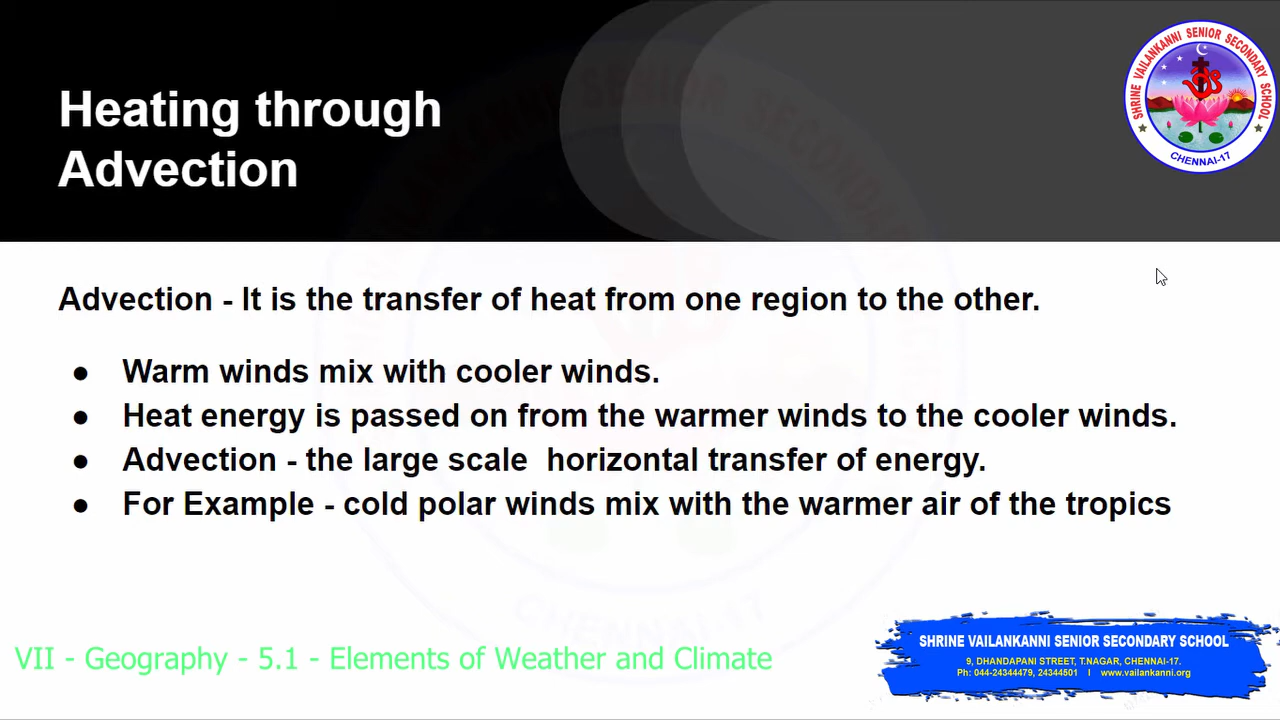 Heating through
Advection
SHRINE VAILANKANNI SENIOR SECONDARY SCHOOL
CHENNAI-17
Advection - It is the transfer of heat from one region to the other.
● Warm winds mix with cooler winds.
● Heat energy is passed on from the warmer winds to the cooler winds.
● Advection - the large scale  horizontal transfer of energy.
● For Example - cold polar winds mix with the warmer air of the tropics
CHENNAI-17
VII - Geography - 5.1 - Elements of Weather and Climate
SHRINE VAILANKANNI SENIOR SECONDARY SCHOOL
9, DHANDAPANI STREET, T.NAGAR, CHENNAI-17.
Ph: 044-24344479, 24344501 I www.vailankanni.org